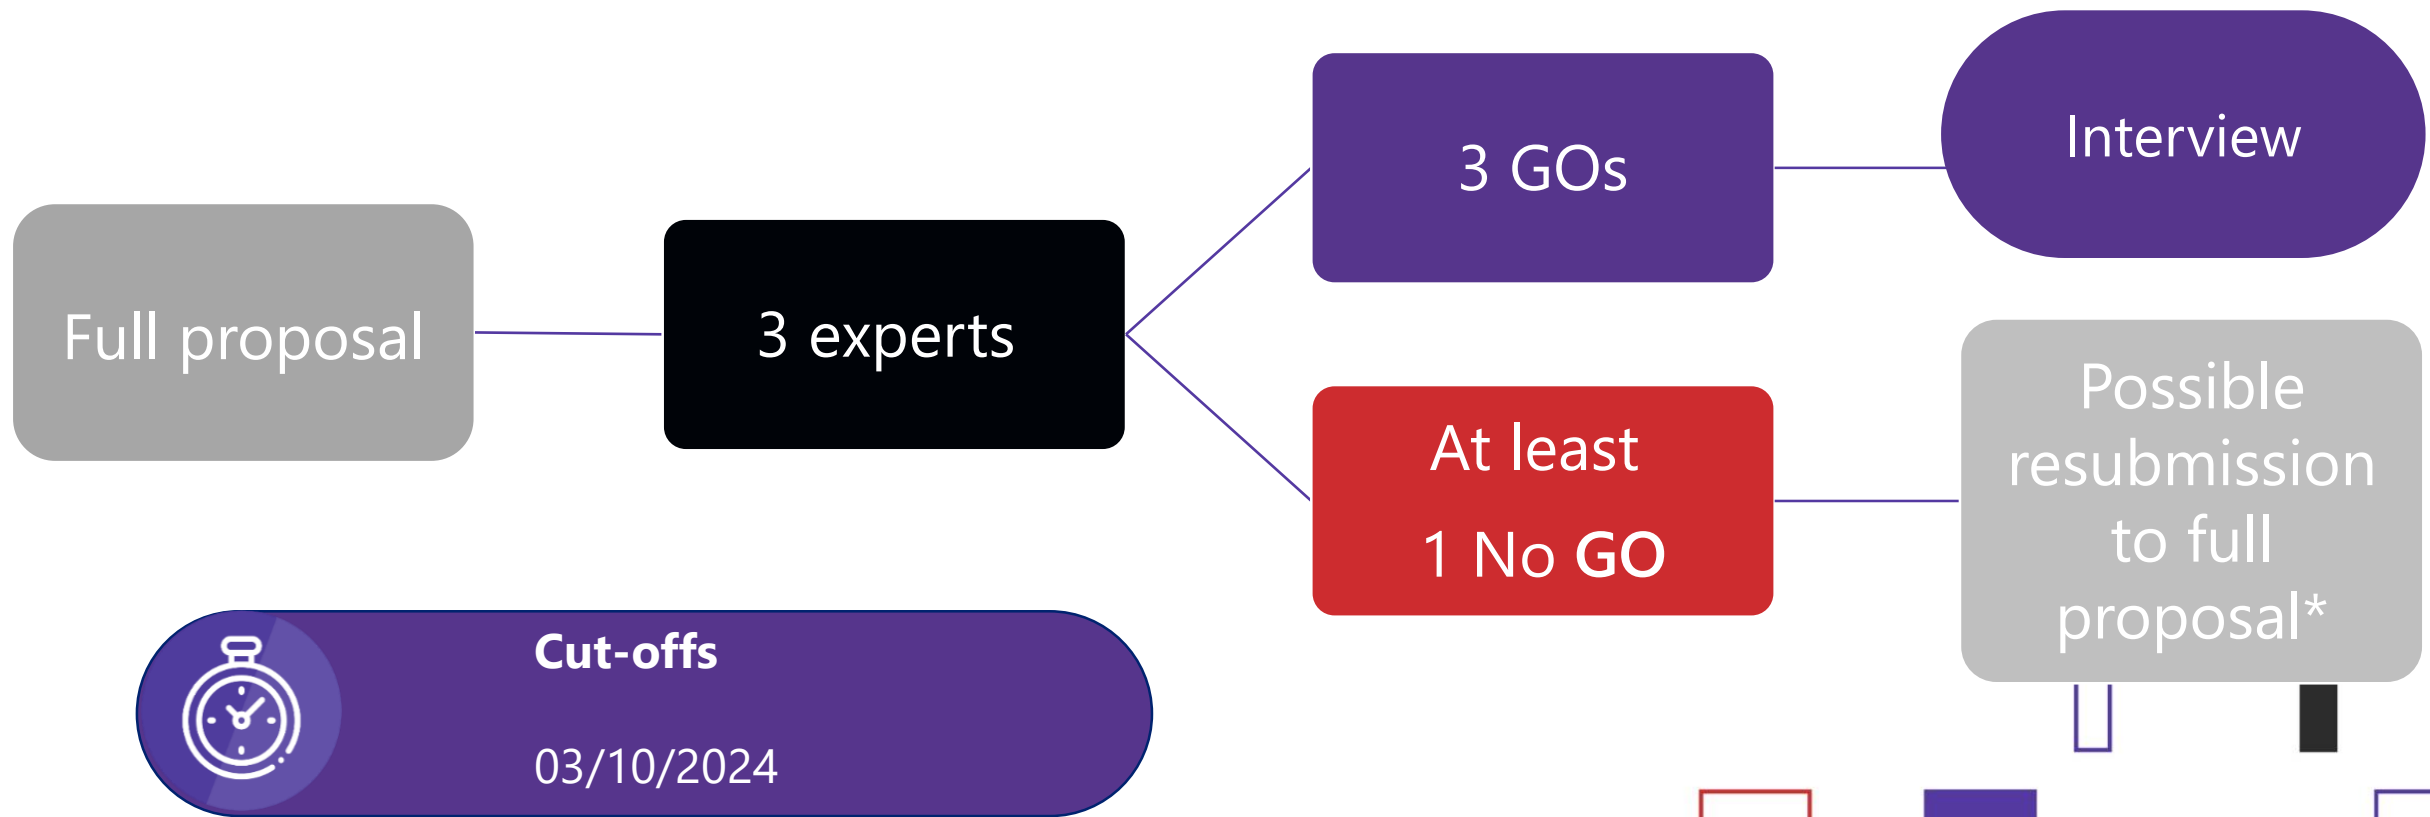 Full proposal
3 experts
3 GOs
Interview
At least
1 No GO
Possible
resubmission
to full
proposal*
Cut-offs
03/10/2024